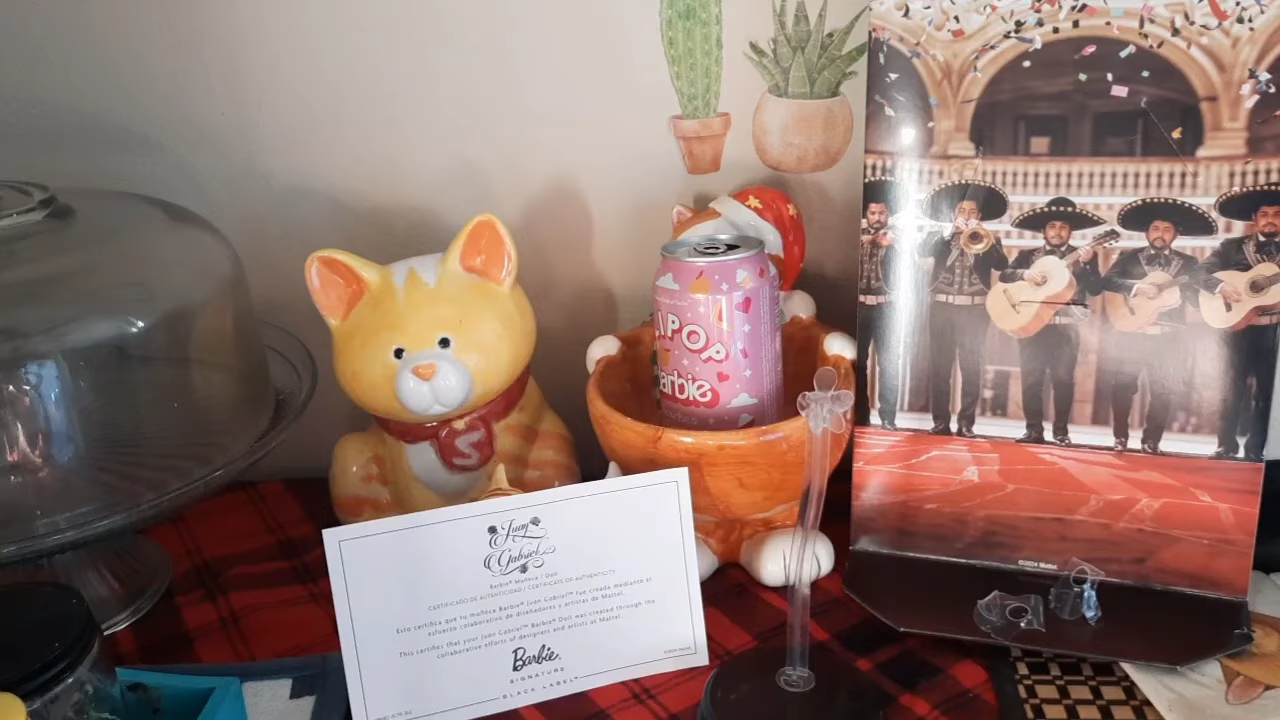 LIPOP
Barbie
S
Juan
Gabriel
Barbie® Muñeca / Doll
CERTIFICADO DE AUTENTICIDAD / CERTIFICATE OF AUTHENTICITY
Esto certifica que tu muñeca Barbie® Juan Gabriel™ fue creada mediante el
esfuerzo colaborativo de diseñadores y artistas de Mattel.
This certifies that your Juan Gabriel™ Barbie® Doll was created through the
collaborative efforts of designers and artists at Mattel.
Barbie
SIGNATURE
BLACK LABEL®
©2024 Mattel
©2024 Mattel